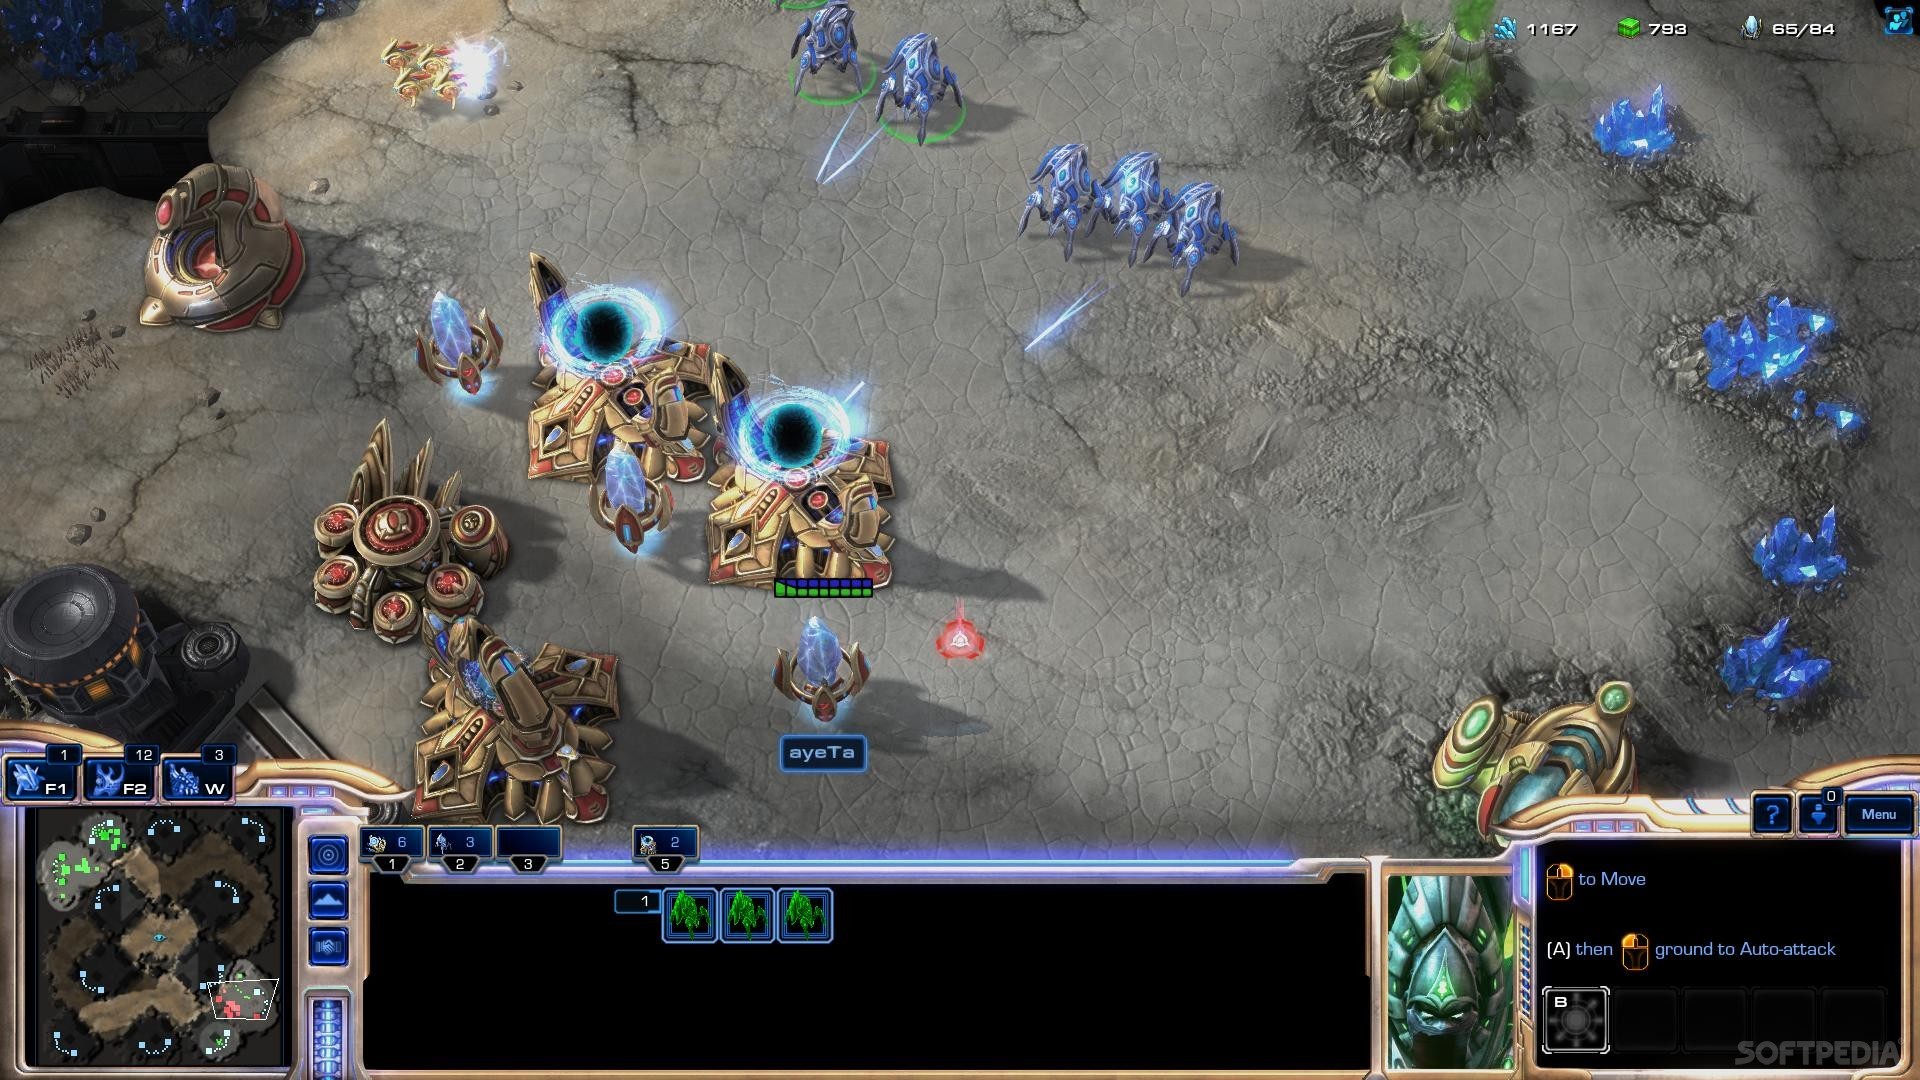 1167 793 65/84
ayeTa
1 12 3
F1 F2 W
0
? Menu
6 3 2
1 2 3 5
1
to Move
(A) then ground to Auto-attack
B
SOFTPEDIA